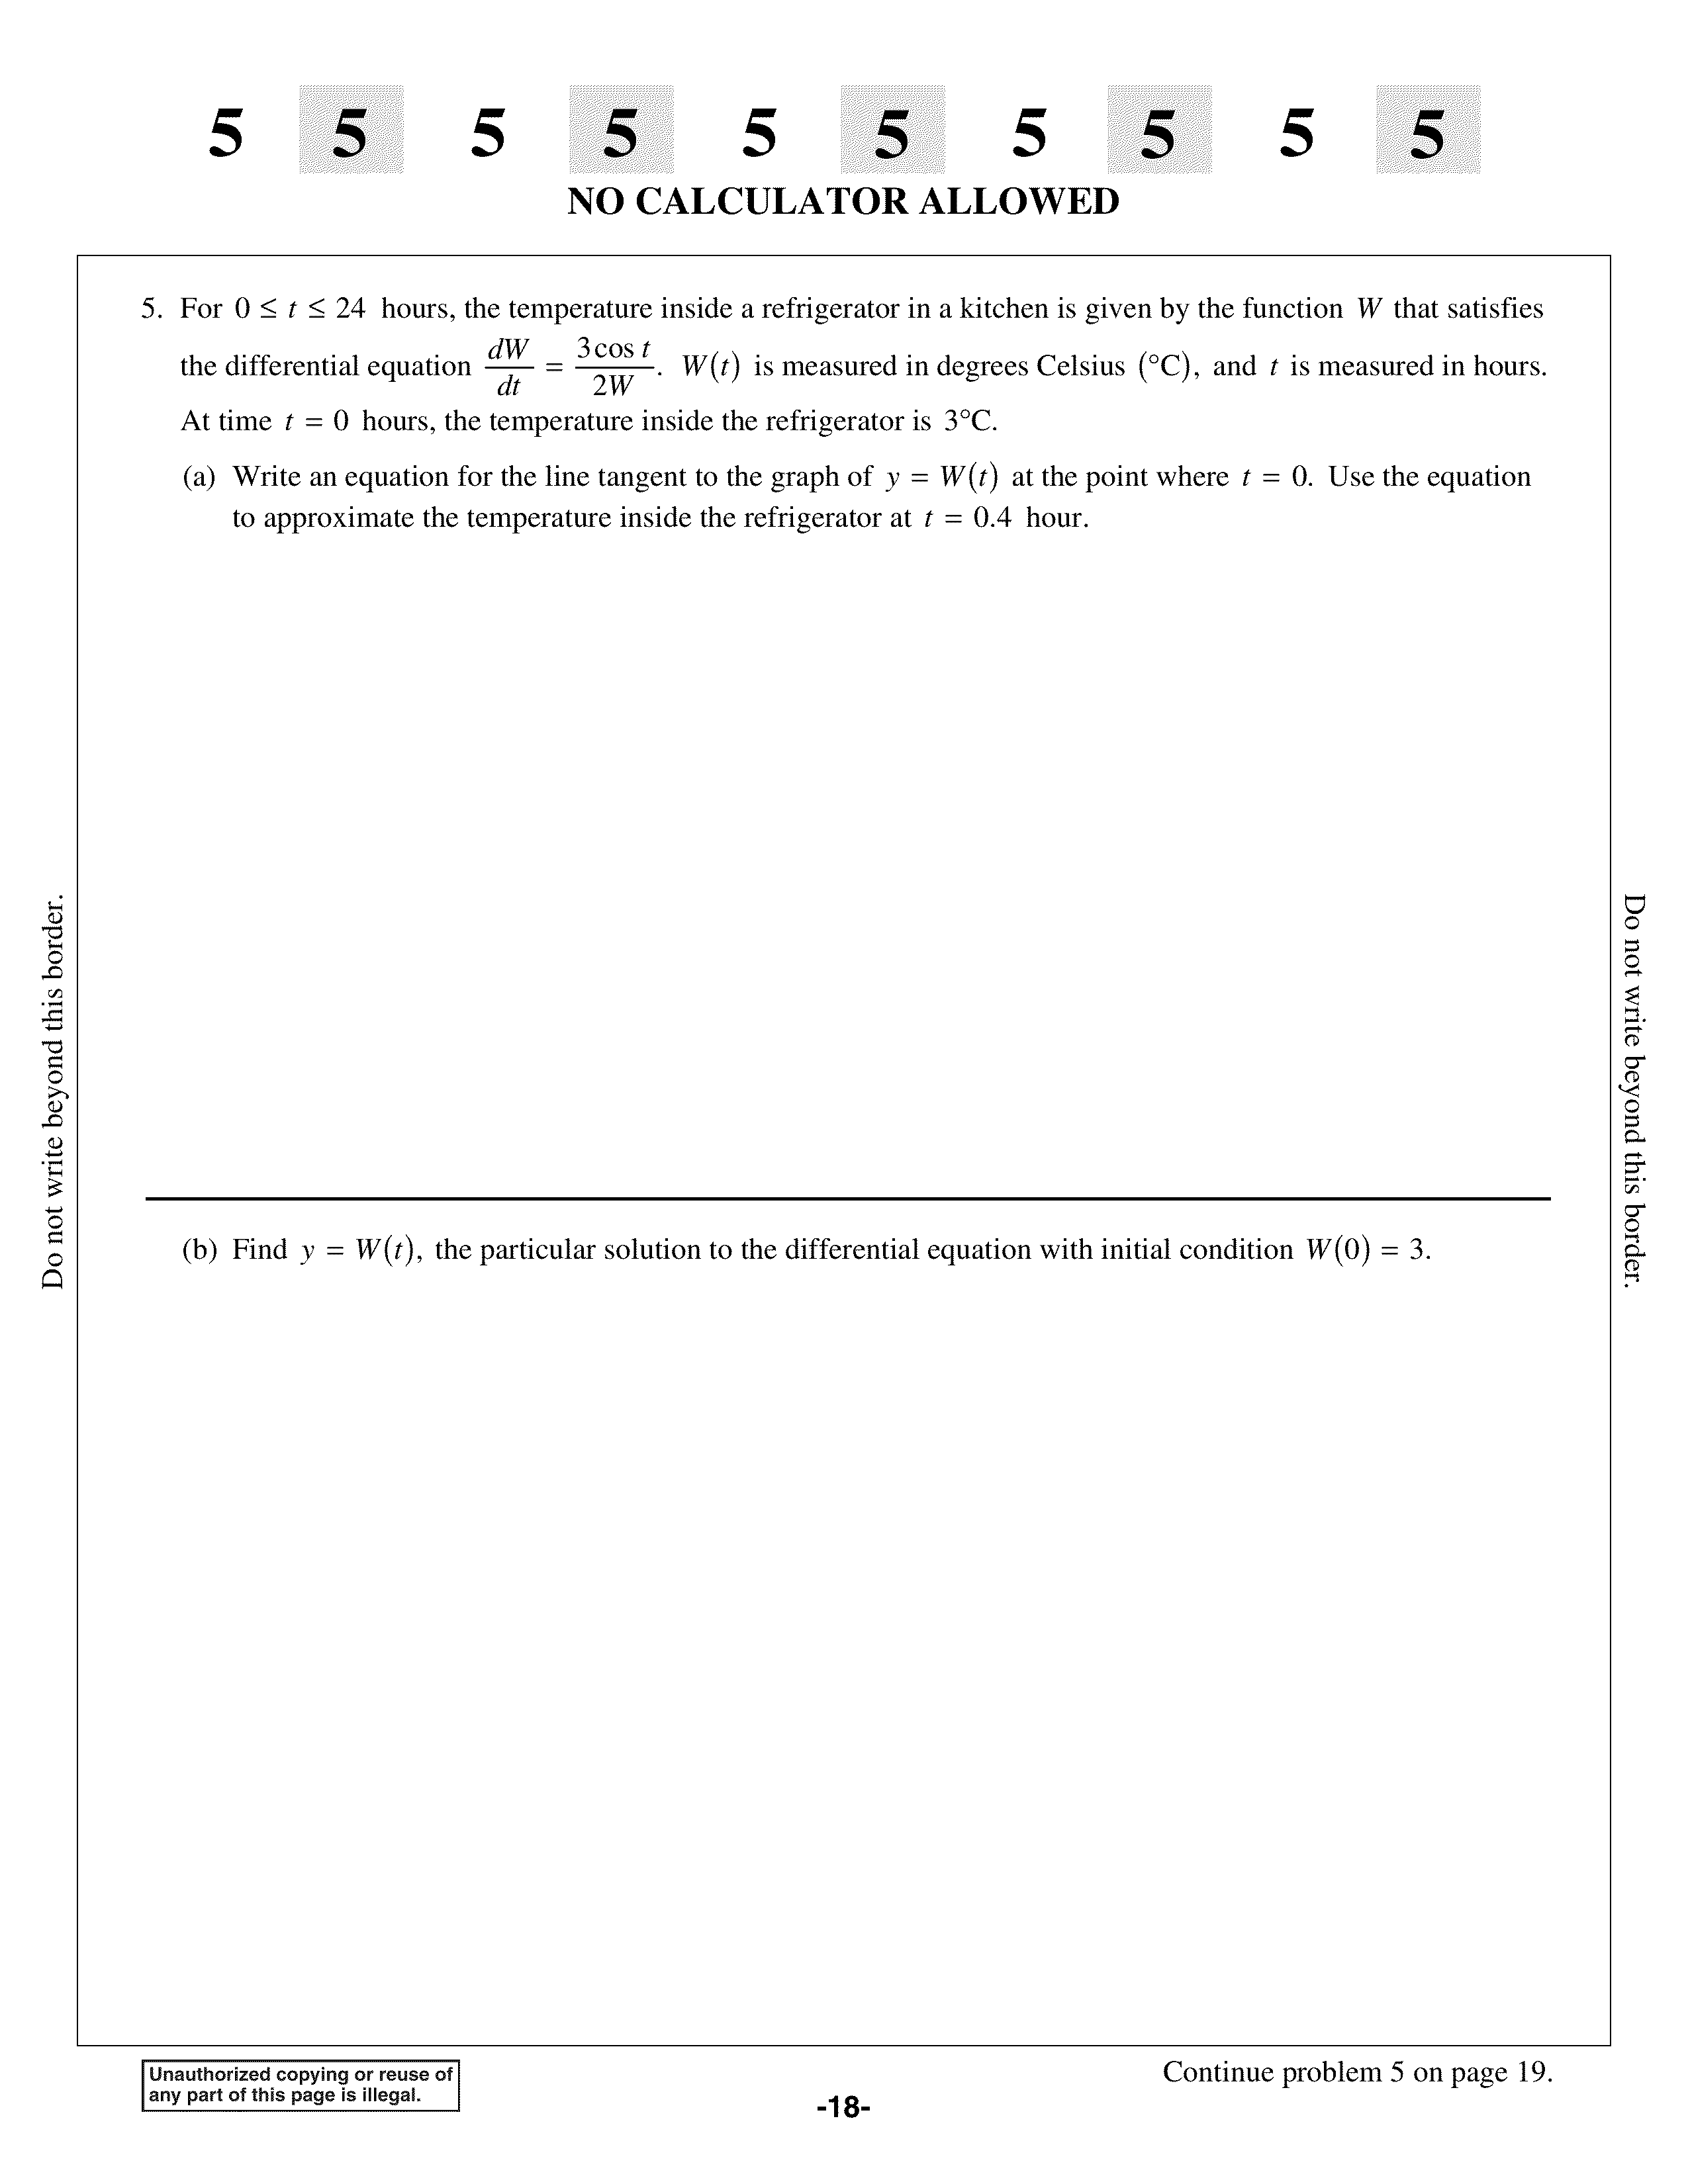 5 5 5 5 5 5 5 5 5 5
NO CALCULATOR ALLOWED
5. For 0 ≤ t ≤ 24 hours, the temperature inside a refrigerator in a kitchen is given by the function W that satisfies
the differential equation dW/dt = 3 cos t/2W. W(t) is measured in degrees Celsius (°C), and t is measured in hours.
At time t = 0 hours, the temperature inside the refrigerator is 3°C.
(a) Write an equation for the line tangent to the graph of y = W(t) at the point where t = 0. Use the equation
to approximate the temperature inside the refrigerator at t = 0.4 hour.
Do not write beyond this border.
Do not write beyond this border.
(b) Find y = W(t), the particular solution to the differential equation with initial condition W(0) = 3.
Unauthorized copying or reuse of
any part of this page is illegal.
Continue problem 5 on page 19.
-18-